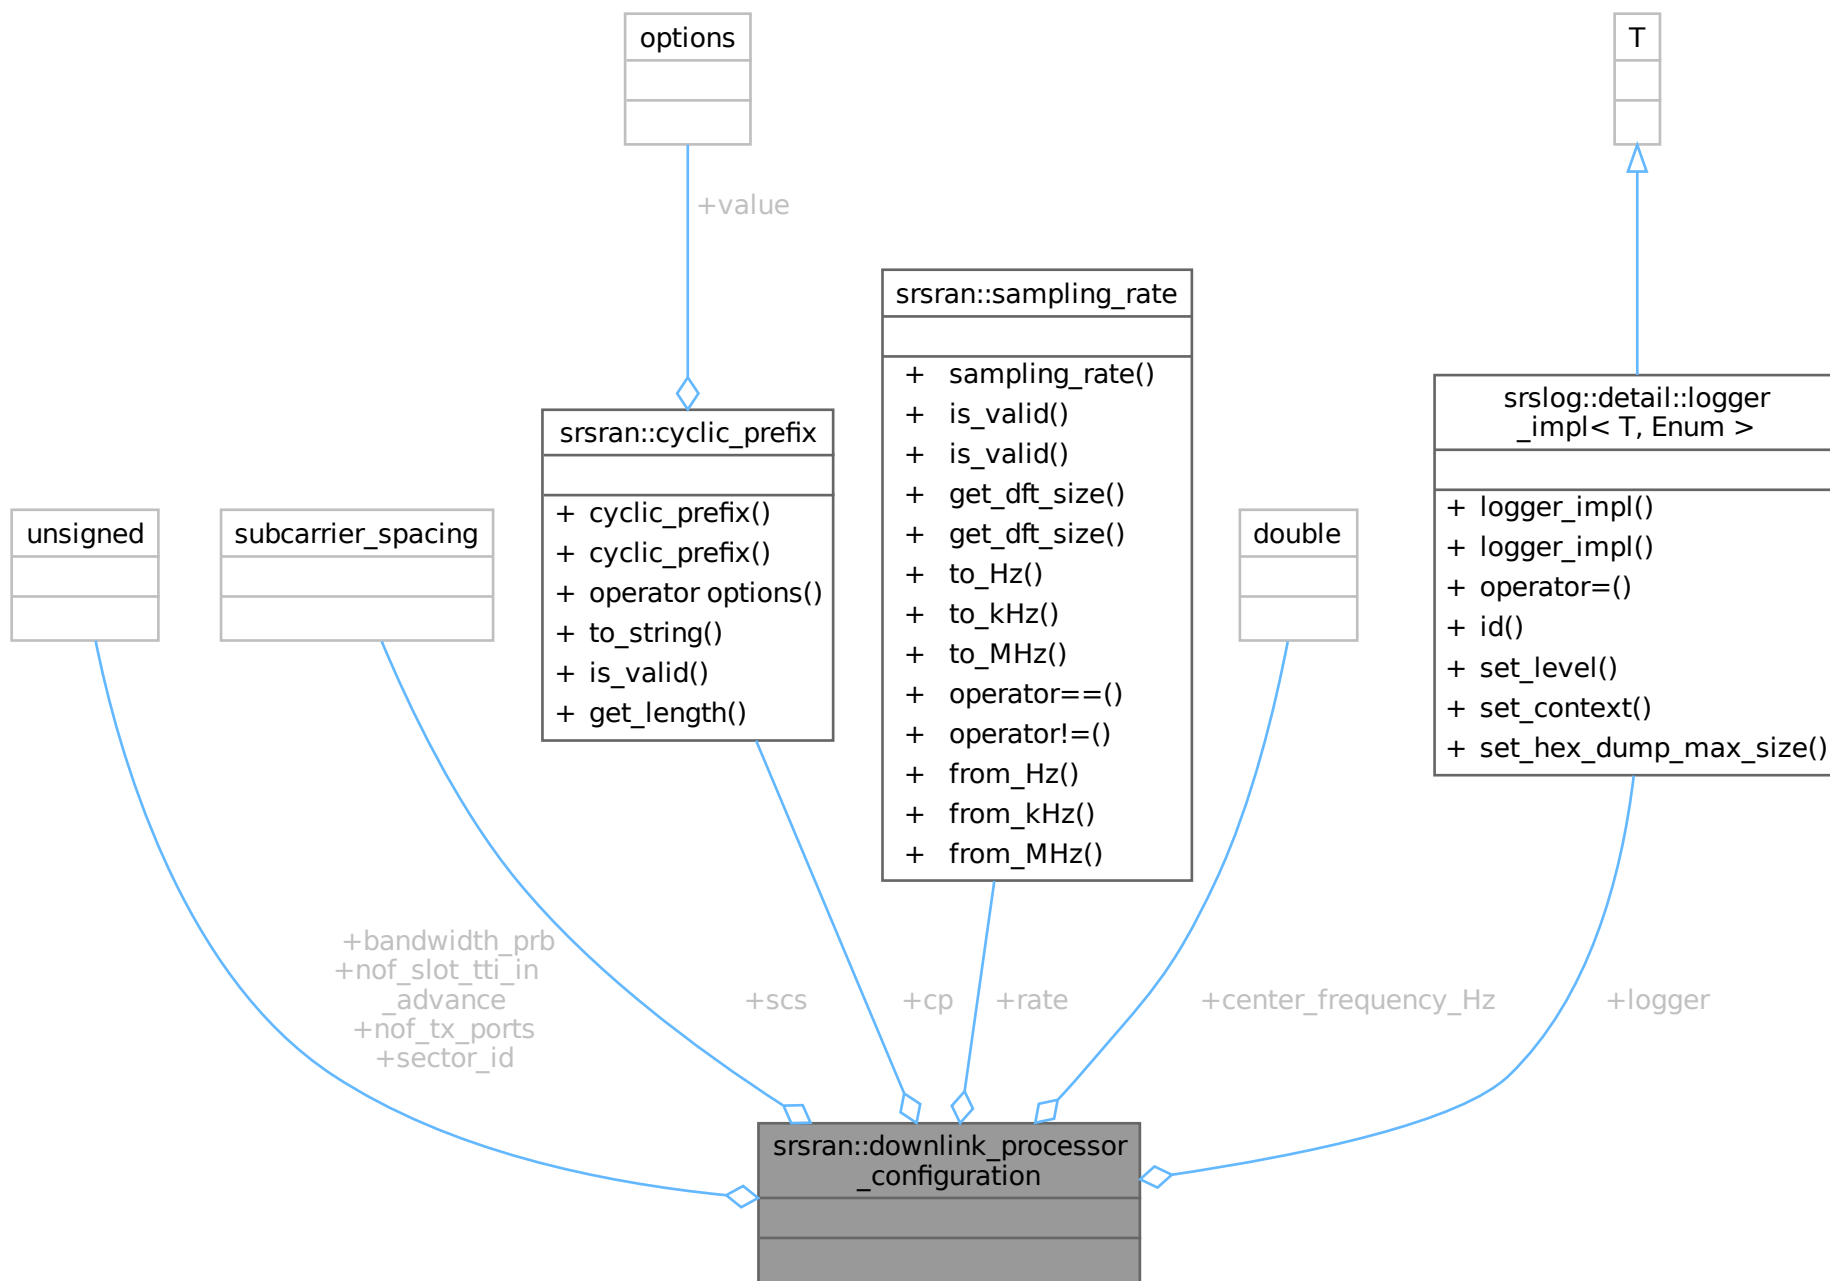 options
T
+value
srsran::sampling_rate
+ sampling_rate()
+ is_valid()
+ is_valid()
+ get_dft_size()
+ get_dft_size()
+ to_Hz()
+ to_kHz()
+ to_MHz()
+ operator==()
+ operator!=()
+ from_Hz()
+ from_kHz()
+ from_MHz()
srslog::detail::logger
_impl< T, Enum >
+ logger_impl()
+ logger_impl()
+ operator=()
+ id()
+ set_level()
+ set_context()
+ set_hex_dump_max_size()
srsran::cyclic_prefix
+ cyclic_prefix()
+ cyclic_prefix()
+ operator options()
+ to_string()
+ is_valid()
+ get_length()
unsigned
subcarrier_spacing
double
+bandwidth_prb
+nof_slot_tti_in
_advance
+nof_tx_ports
+sector_id
+scs
+cp
+rate
+center_frequency_Hz
+logger
srsran::downlink_processor
_configuration